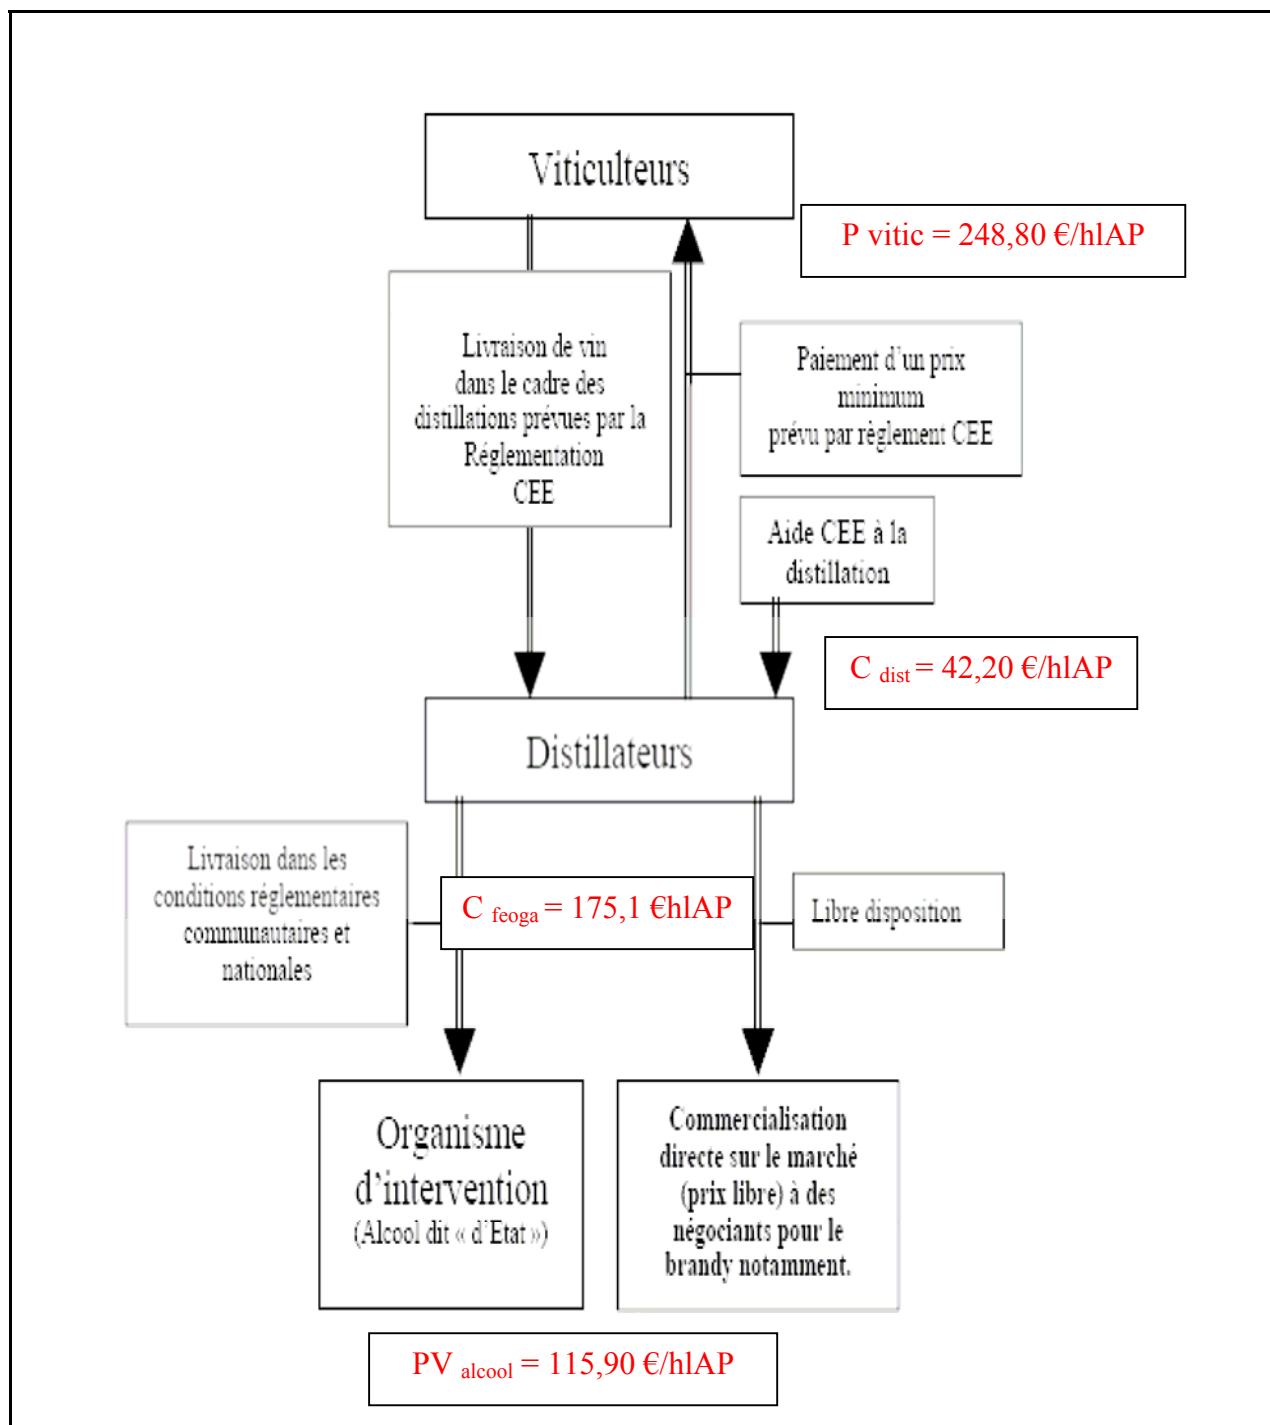 Viticulteurs
P vitic = 248,80 €/hlAP
Livraison de vin
dans le cadre des
distillations prévues par la
Réglementation
CEE
Paiement d'un prix
minimum
prévu par règlement CEE
Aide CEE à la
distillation
C dist = 42,20 €/hlAP
Distillateurs
Livraison dans les
conditions réglementaires
communautaires et
nationales
C feoga = 175,1 €hlAP
Libre disposition
Organisme
d'intervention
(Alcool dit « d'Etat »)
Commercialisation
directe sur le marché
(prix libre) à des
négociants pour le
brandy notamment.
PV alcool = 115,90 €/hlAP